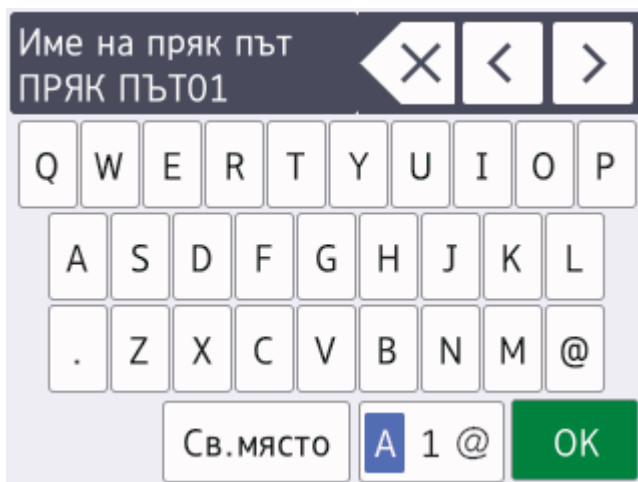 Име на пряк път
ПРЯК ПЪТ01
Q W E R T Y U I O P
A S D F G H J K L
. Z X C V B N M @
Св.място A 1 @ OK